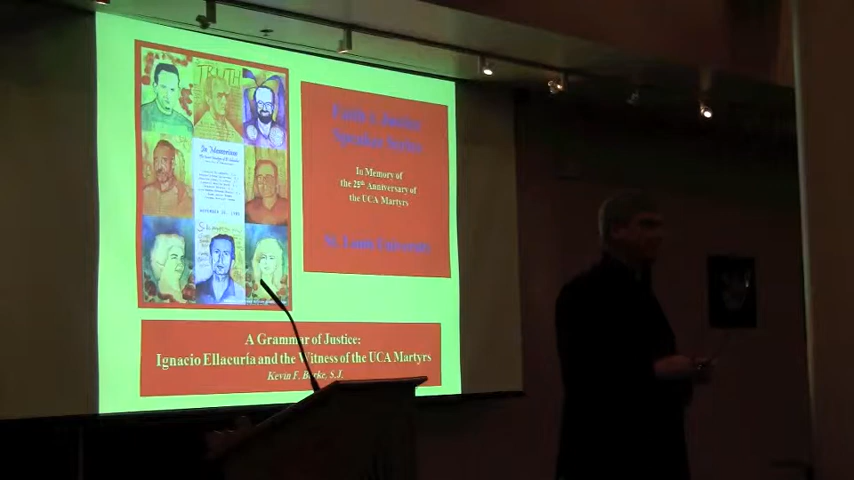 TRUTH
In Memoriam
NOVEMBER 16, 1989
Faith & Justice
Speaker Series
In Memory of
the 25th Anniversary of
the UCA Martyrs
St. Louis University
A Grammar of Justice:
Ignacio Ellacuría and the Witness of the UCA Martyrs
Kevin F. Burke, S.J.